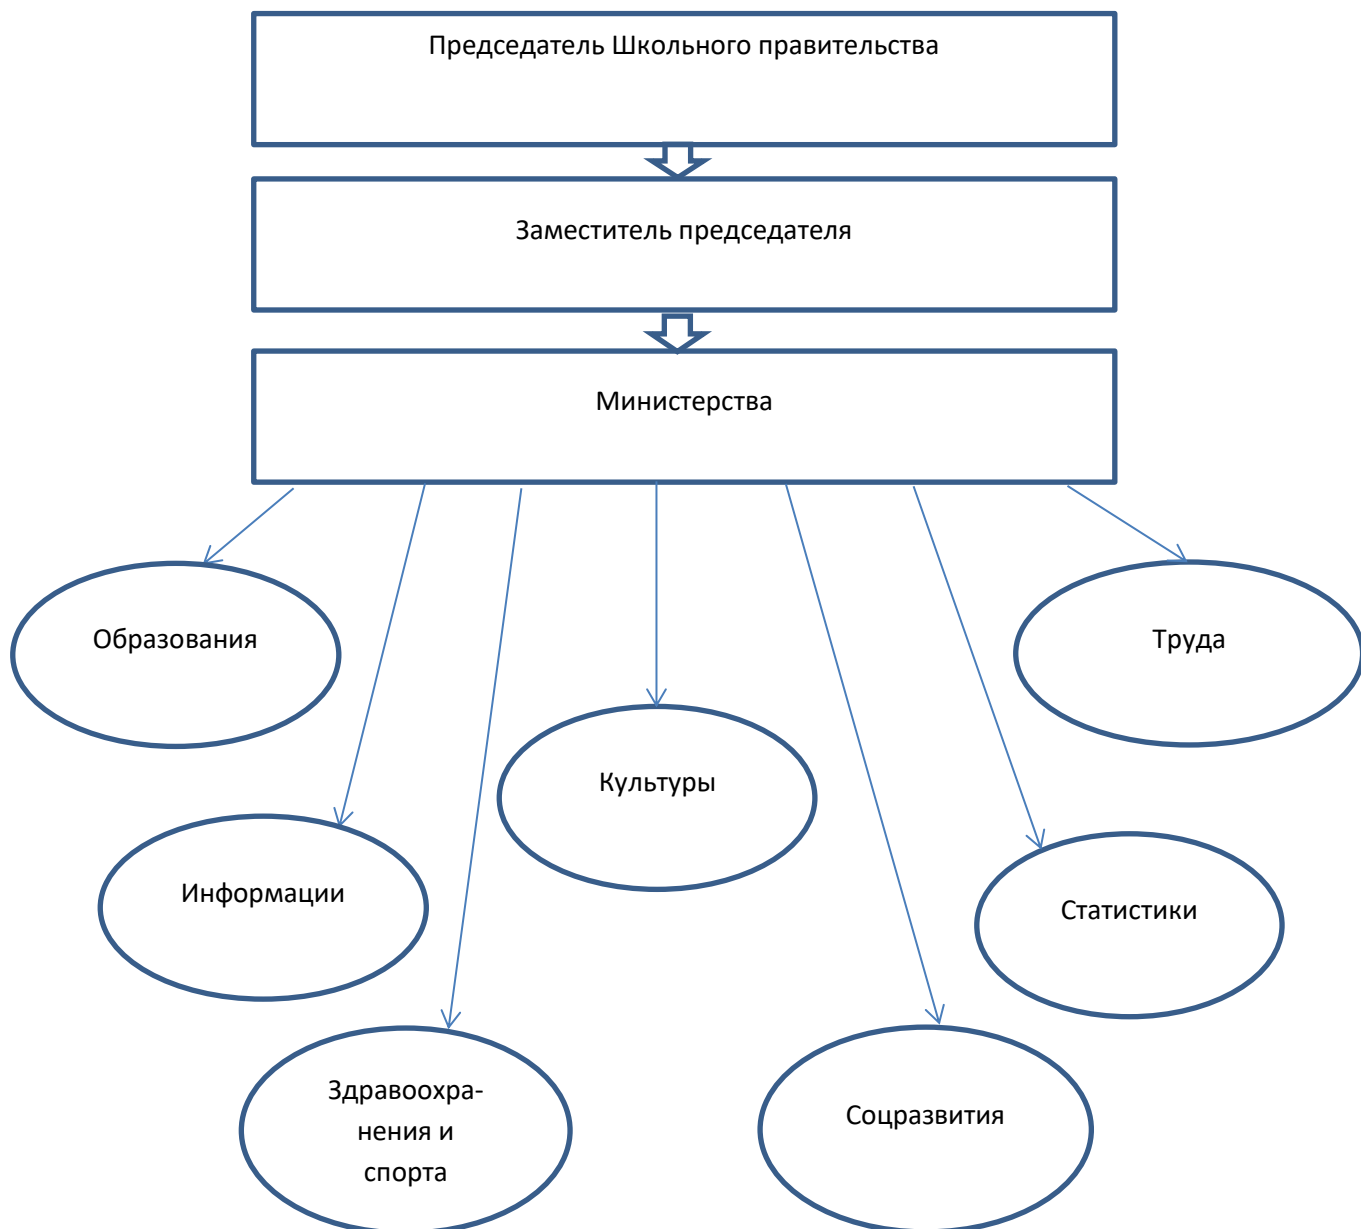 Председатель Школьного правительства
Заместитель председателя
Министерства
Образования
Труда
Культуры
Информации
Статистики
Здравоохра-
нения и
спорта
Соцразвития